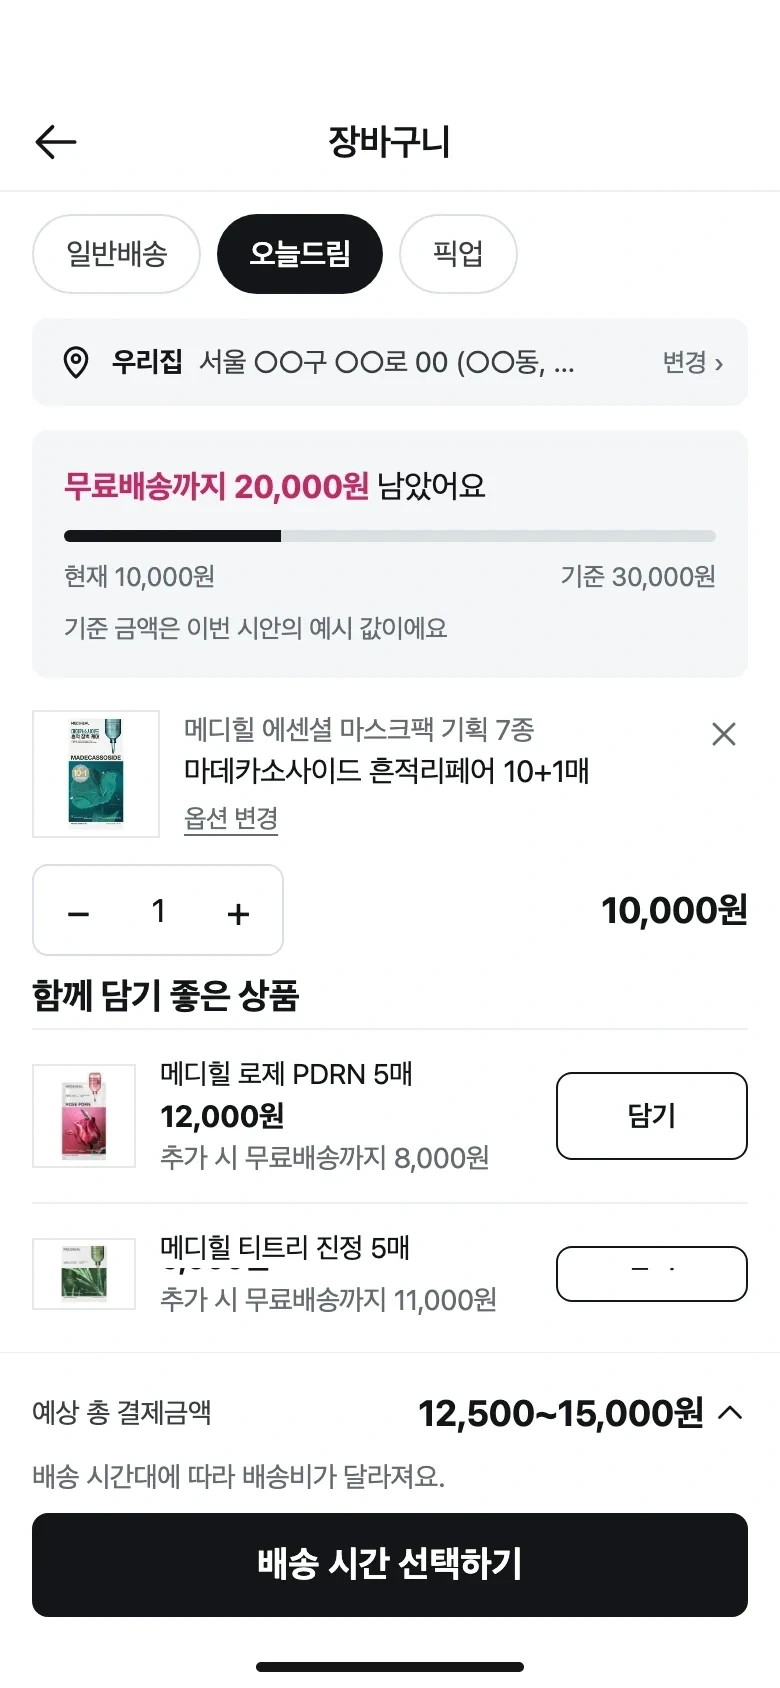 장바구니
일반배송
오늘드림
픽업
우리집 서울 ○○구 ○○로 00 (○○동, ...
변경 ›
무료배송까지 20,000원 남았어요
현재 10,000원
기준 30,000원
기준 금액은 이번 시안의 예시 값이에요
메디힐 에센셜 마스크팩 기획 7종
마데카소사이드 흔적리페어 10+1매
옵션 변경
MADECASSOSIDE
− 1 +
10,000원
함께 담기 좋은 상품
메디힐 로제 PDRN 5매
12,000원
추가 시 무료배송까지 8,000원
담기
메디힐 티트리 진정 5매
추가 시 무료배송까지 11,000원
예상 총 결제금액
12,500~15,000원
배송 시간대에 따라 배송비가 달라져요.
배송 시간 선택하기